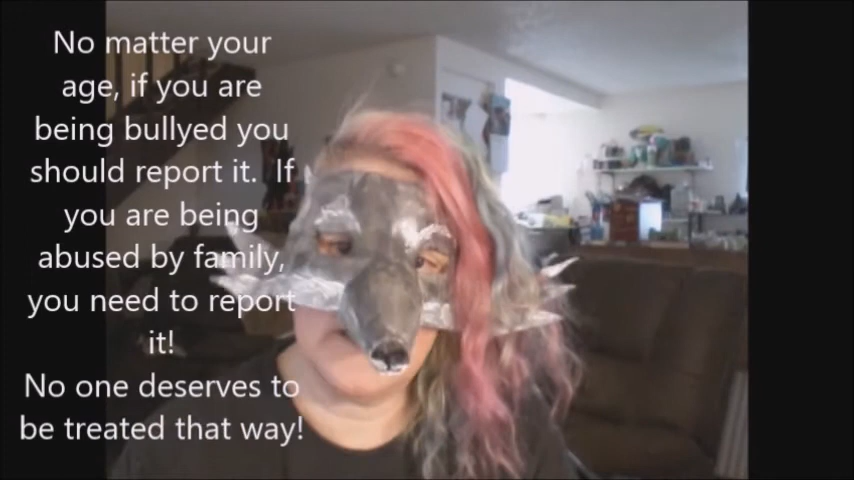 No matter your
age, if you are
being bullyed you
should report it.  If
you are being
abused by family,
you need to report
it!
No one deserves to
be treated that way!